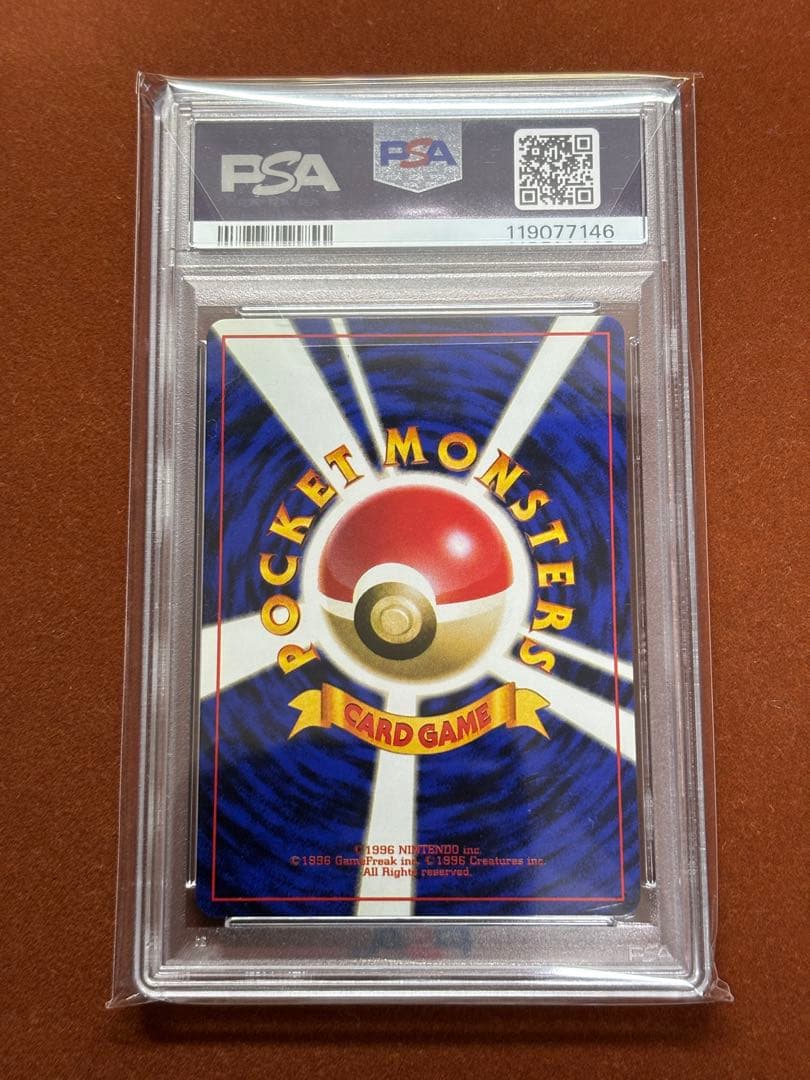 PSA
PSA
119077146
POCKET MONSTERS
CARD GAME
©1996 NINTENDO inc.
©1996 GameFreak inc. ©1996 Creatures inc.
All Rights reserved.
PSA